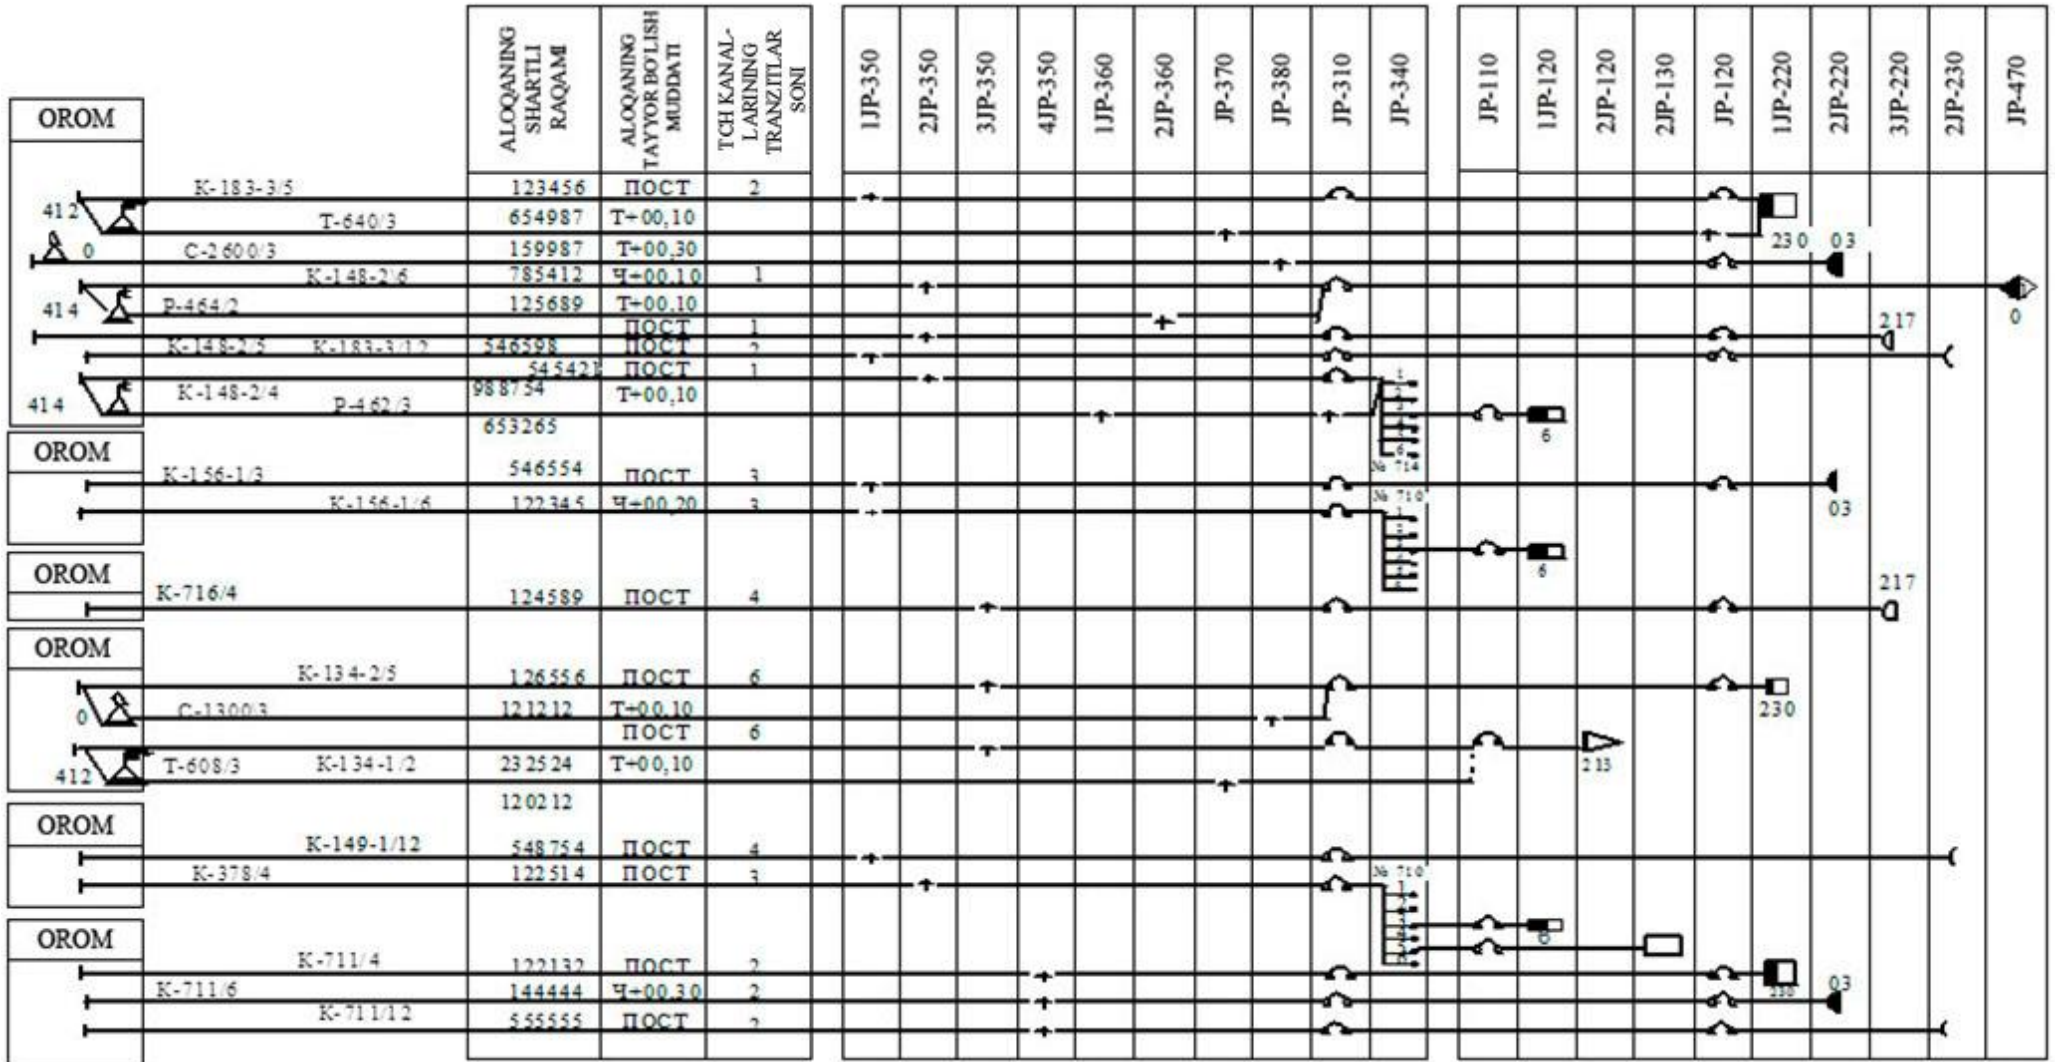 ALOQANING
SHARTLI
RAQAMI
ALOQANING
TAYYOR BO'LISH
MUDDATI
TCH KANAL-
LARINING
TRANZITLAR
SONI
1JP-350
2JP-350
3JP-350
4JP-350
1JP-360
2JP-360
JP-370
JP-380
JP-310
JP-340
JP-110
1JP-120
2JP-120
2JP-130
JP-120
1JP-220
2JP-220
3JP-220
2JP-230
JP-470
OROM
К-183-3/5 123456 ПОСТ 2
412 Т-640/3 654987 Т+00,10
230 03
0 С-2600/3 159987 Т+00,30
К-148-2/6 785412 Ч+00,10 1
414 Р-464/2 125689 Т+00,10
0
ПОСТ 1 217
К-148-2/5 К-183-3/12 546598 ПОСТ 2
545421 ПОСТ 1
К-148-2/4 988754 Т+00,10
414 Р-462/3
653265 6
OROM
№ 714
К-156-1/3 546554 ПОСТ 3
№ 710
К-156-1/6 122345 Ч+00,20 3 03
6
OROM
К-716/4 124589 ПОСТ 4 217
OROM
К-134-2/5 126556 ПОСТ 6
0 С-1300/3 121212 Т+00,10 230
ПОСТ 6
412 Т-608/3 К-134-1/2 232524 Т+00,10 213
120212
OROM
К-149-1/12 548754 ПОСТ 4
К-378/4 122514 ПОСТ 3 № 710
OROM
6
К-711/4 122132 ПОСТ 2
К-711/6 144444 Ч+00,30 2 230 03
К-711/12 555555 ПОСТ 2